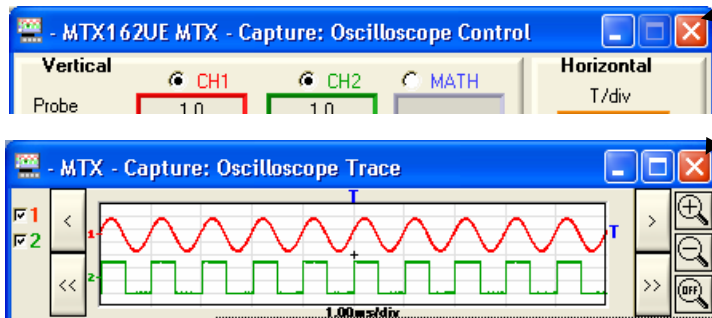 - MTX162UE MTX - Capture: Oscilloscope Control
Vertical
CH1
CH2
MATH
Horizontal
Probe
1.0
1.0
T/div
- MTX - Capture: Oscilloscope Trace
T
1
2
<
<<
1
2
T
>
>>
OFF
1.00ms/div